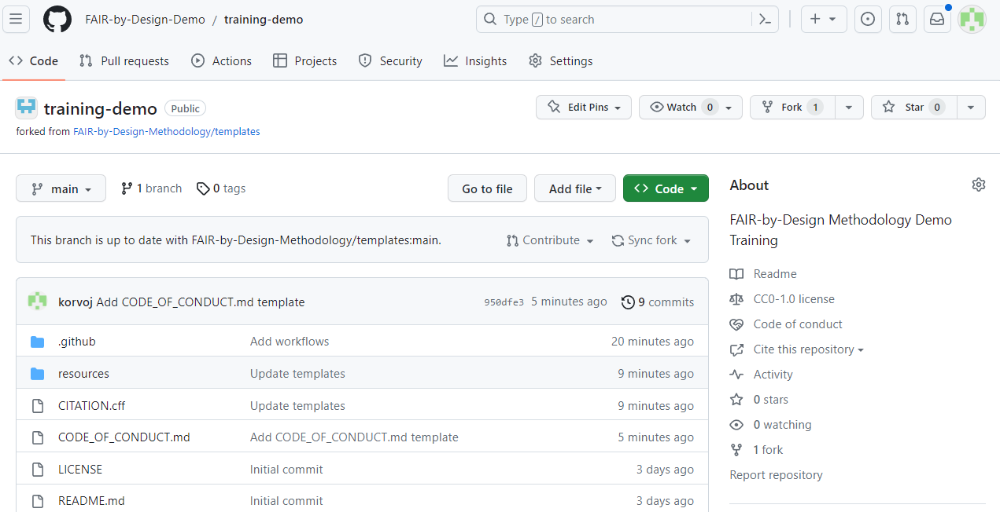 FAIR-by-Design-Demo / training-demo
Type / to search
Code Pull requests Actions Projects Security Insights Settings
training-demo Public
Edit Pins Watch 0 Fork 1 Star 0
forked from FAIR-by-Design-Methodology/templates
main 1 branch 0 tags Go to file Add file Code
This branch is up to date with FAIR-by-Design-Methodology/templates:main. Contribute Sync fork
korvoj Add CODE_OF_CONDUCT.md template 950dfe3 5 minutes ago 9 commits
.github Add workflows 20 minutes ago
resources Update templates 9 minutes ago
CITATION.cff Update templates 9 minutes ago
CODE_OF_CONDUCT.md Add CODE_OF_CONDUCT.md template 5 minutes ago
LICENSE Initial commit 3 days ago
README.md Initial commit 3 days ago
About
FAIR-by-Design Methodology Demo
Training
Readme
CC0-1.0 license
Code of conduct
Cite this repository
Activity
0 stars
0 watching
1 fork
Report repository